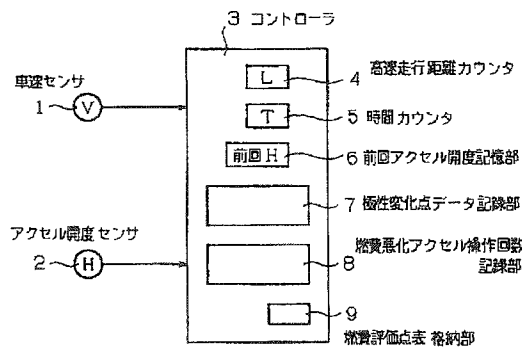 3 コントローラ
車速センサ
1
V
L
4
高速走行距離カウンタ
T
5 時間カウンタ
前回H
6 前回アクセル開度記憶部
7 極性変化点データ記録部
アクセル開度センサ
2
H
8
燃費悪化アクセル操作回数
記録部
9
燃費評価点表格納部